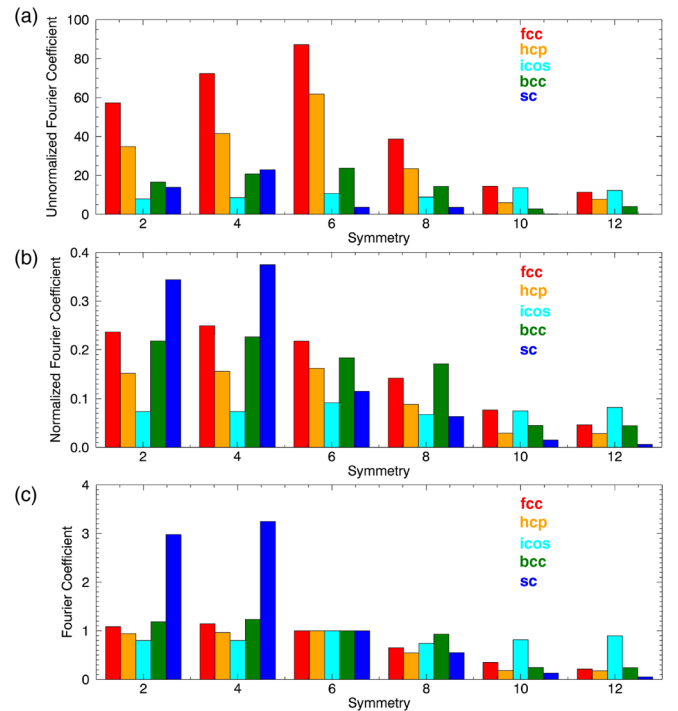 (a)
Unnormalized Fourier Coefficient
100
80
60
40
20
0
fcc
hcp
icos
bcc
sc
2 4 6 8 10 12
Symmetry
(b)
Normalized Fourier Coefficient
0.4
0.3
0.2
0.1
0.0
fcc
hcp
icos
bcc
sc
2 4 6 8 10 12
Symmetry
(c)
Fourier Coefficient
4
3
2
1
0
fcc
hcp
icos
bcc
sc
2 4 6 8 10 12
Symmetry